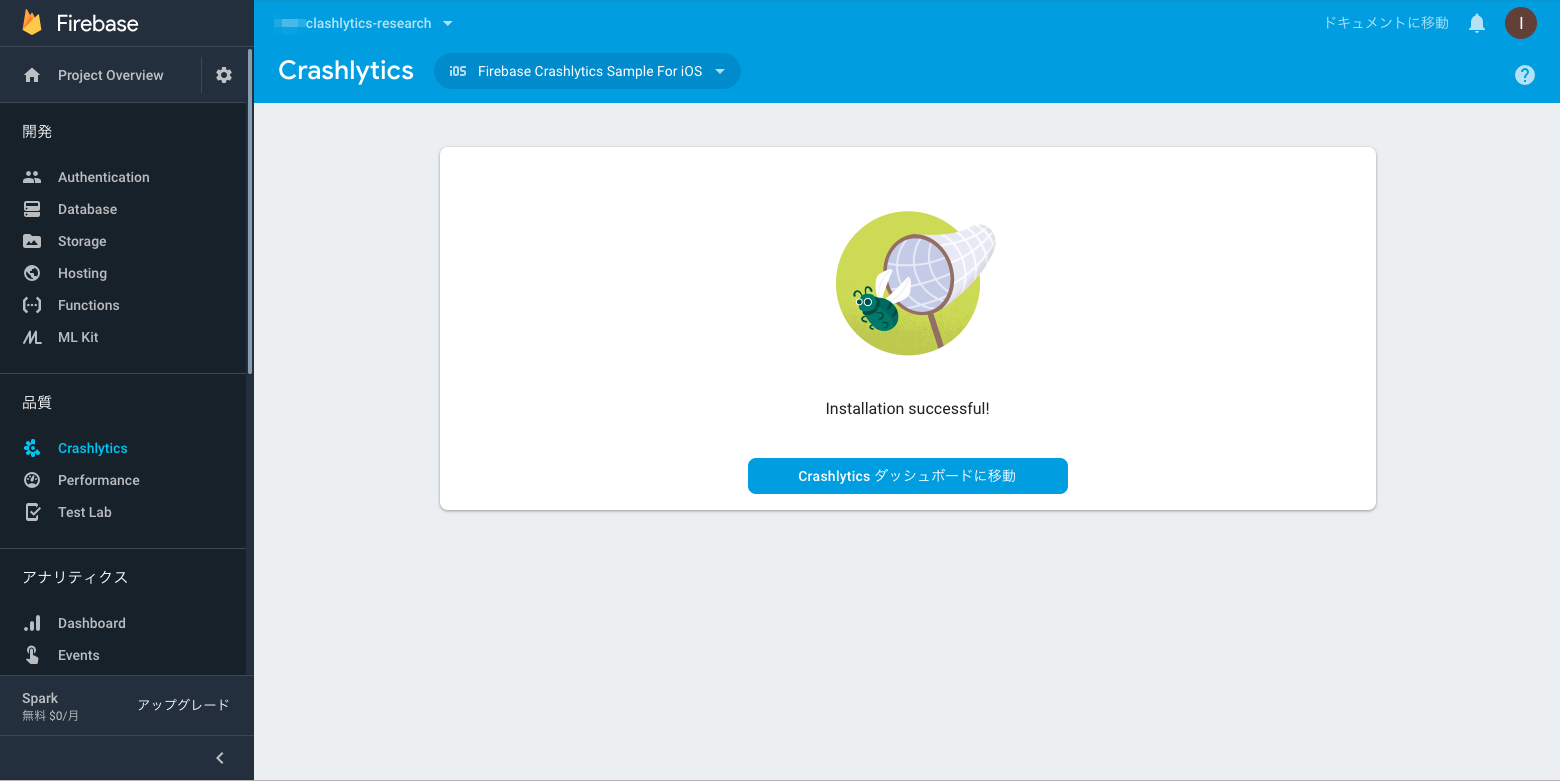 Firebase
Project Overview
開発
Authentication
Database
Storage
Hosting
Functions
ML Kit
品質
Crashlytics
Performance
Test Lab
アナリティクス
Dashboard
Events
Spark
無料 $0/月
アップグレード
clashlytics-research
ドキュメントに移動
I
Crashlytics
iOS Firebase Crashlytics Sample For iOS
?
Installation successful!
Crashlytics ダッシュボードに移動